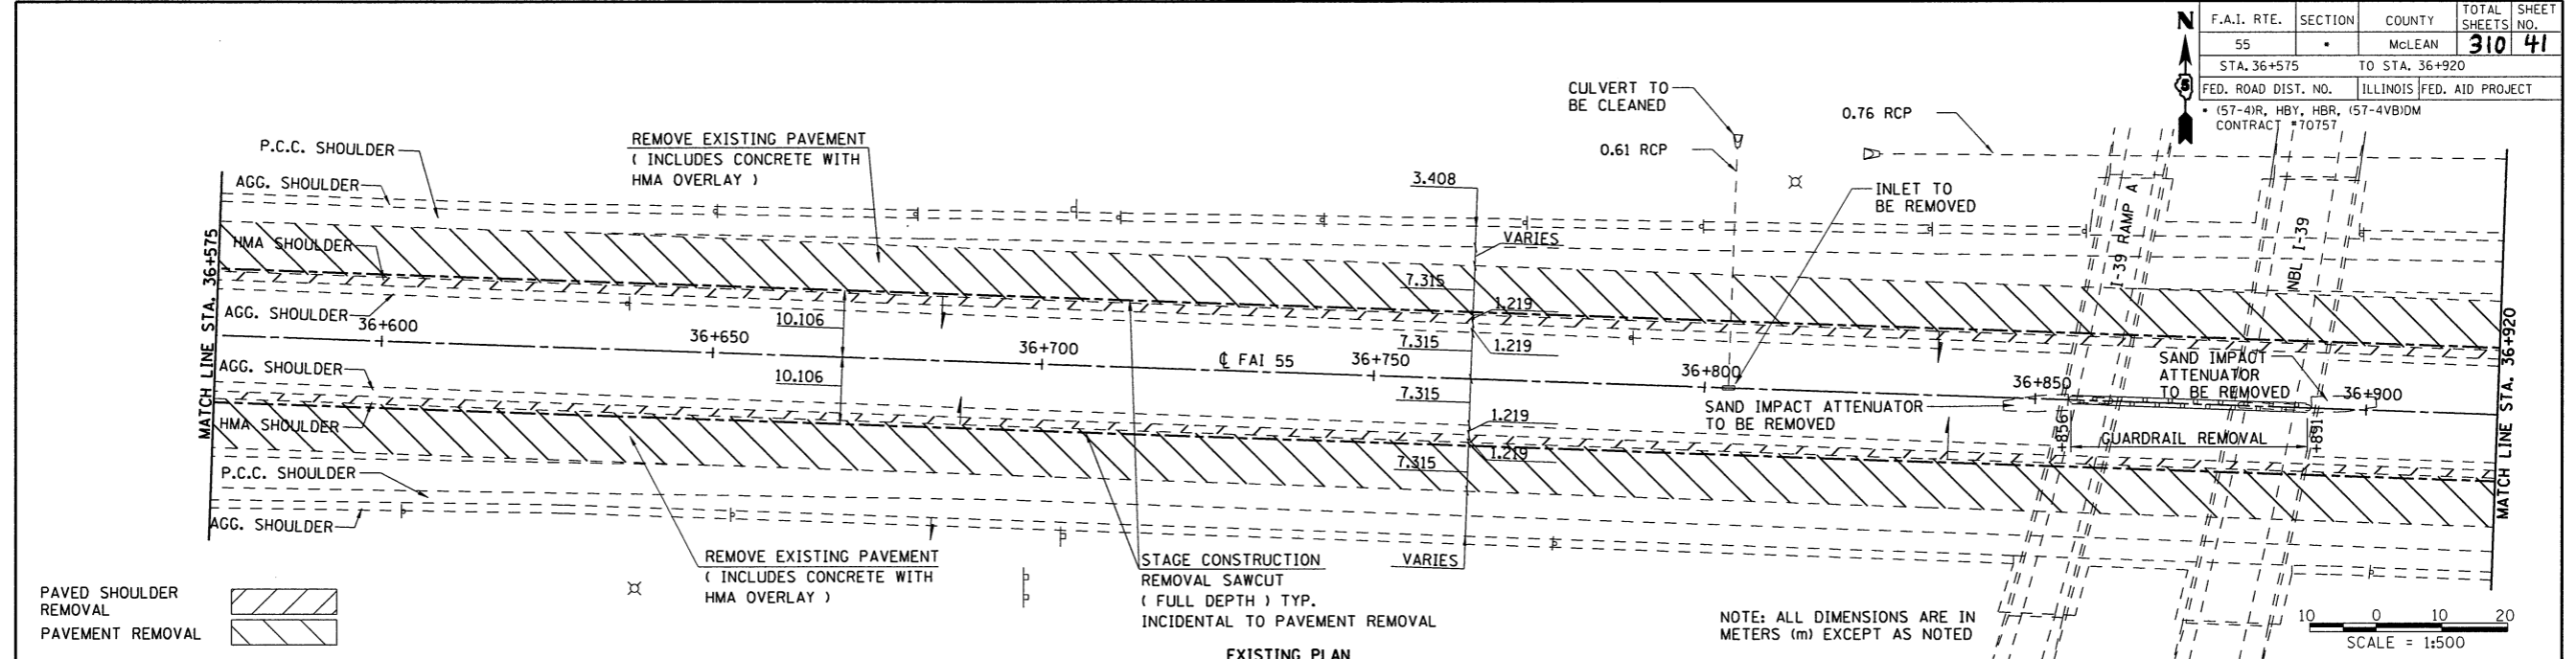 N
F.A.I. RTE. SECTION COUNTY TOTAL SHEETS SHEET NO.
55 * McLEAN 310 41
STA. 36+575 TO STA. 36+920
FED. ROAD DIST. NO. ILLINOIS FED. AID PROJECT
* (57-4)R, HBY, HBR, (57-4VB)DM
CONTRACT #70757
5
CULVERT TO
BE CLEANED
0.76 RCP
0.61 RCP
P.C.C. SHOULDER
REMOVE EXISTING PAVEMENT
( INCLUDES CONCRETE WITH
HMA OVERLAY )
AGG. SHOULDER
3.408
INLET TO
BE REMOVED
I-39 RAMP A
NBL I-39
HMA SHOULDER
VARIES
MATCH LINE STA. 36+575
7.315
1.219
AGG. SHOULDER
10.106
36+600
36+650
36+700
℄ FAI 55
7.315
1.219
36+750
36+800
36+850
SAND IMPACT
ATTENUATOR
TO BE REMOVED
36+900
MATCH LINE STA. 36+920
AGG. SHOULDER
10.106
7.315
SAND IMPACT ATTENUATOR
TO BE REMOVED
HMA SHOULDER
1.219
+856
GUARDRAIL REMOVAL
+891
7.315
1.219
P.C.C. SHOULDER
AGG. SHOULDER
REMOVE EXISTING PAVEMENT
( INCLUDES CONCRETE WITH
HMA OVERLAY )
STAGE CONSTRUCTION
REMOVAL SAWCUT
( FULL DEPTH ) TYP.
INCIDENTAL TO PAVEMENT REMOVAL
VARIES
PAVED SHOULDER
REMOVAL
PAVEMENT REMOVAL
NOTE: ALL DIMENSIONS ARE IN
METERS (m) EXCEPT AS NOTED
10 0 10 20
SCALE = 1:500
EXISTING PLAN